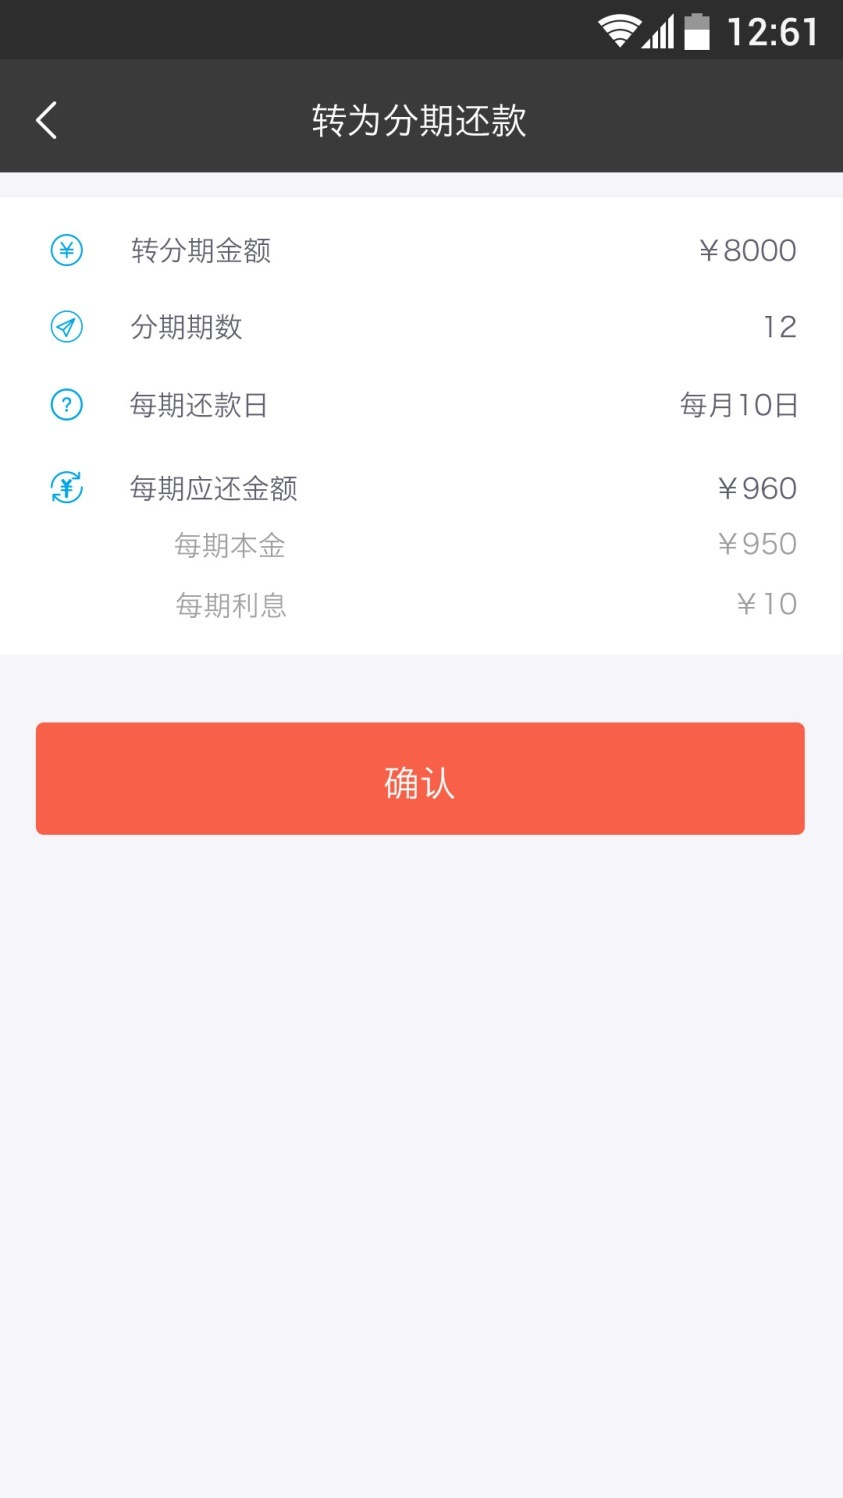 12:61
转为分期还款
转分期金额 ￥8000
分期期数 12
每期还款日 每月10日
每期应还金额 ￥960
每期本金 ￥950
每期利息 ￥10
确认